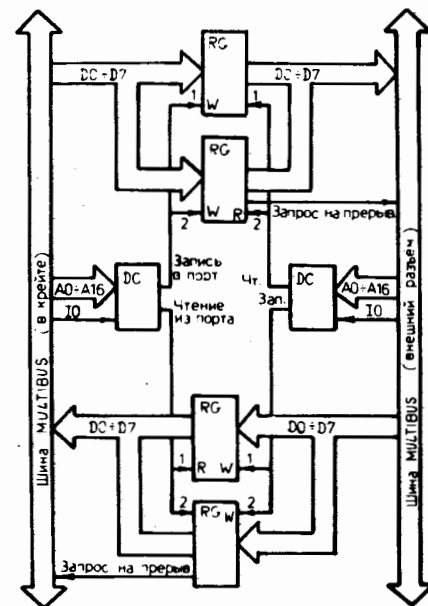 RG
D0÷D7
D0÷D7
1
W
1
RG
W
R
2
2
Запрос на прерыв.
Запись
в порт
Чт.
A0÷A16
DC
DC
A0÷A16
Зап.
IO
Чтение
из порта
IO
Шина MULTIBUS (в крейте)
Шина MULTIBUS (внешний разъем)
RG
D0÷D7
D0÷D7
1
R
W
1
2
RG
W
2
Запрос на прерыв.